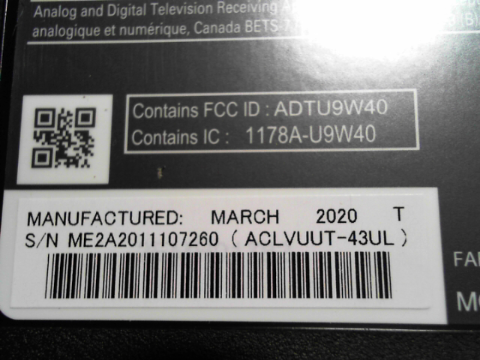 Analog and Digital Television Receiving
analogique et numérique, Canada BETS-7
Contains FCC ID : ADTU9W40
Contains IC : 1178A-U9W40
MANUFACTURED: MARCH 2020 T
S/N ME2A2011107260 ( ACLVUUT-43UL )